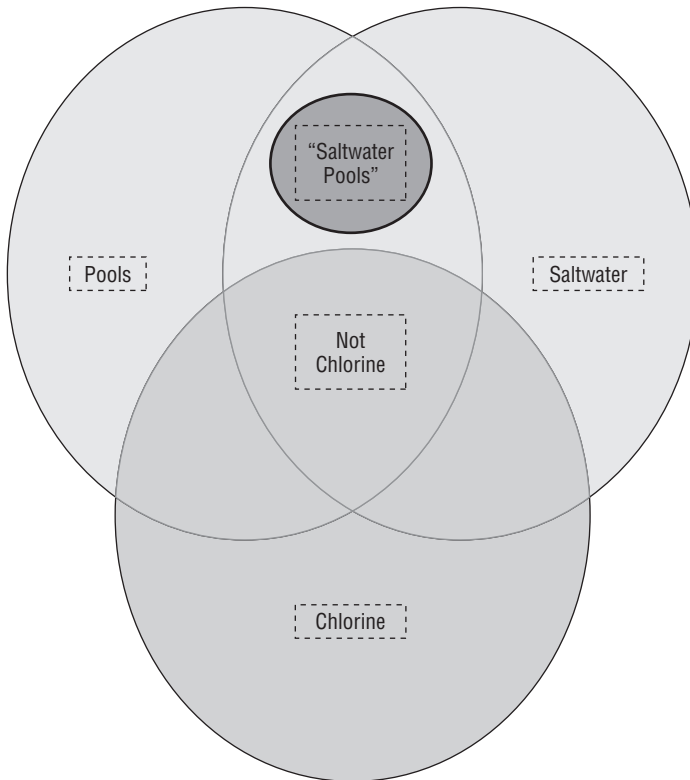 “Saltwater
Pools”
Pools
Saltwater
Not
Chlorine
Chlorine